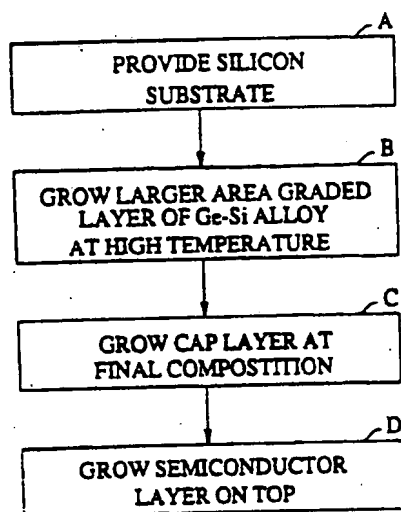 A
PROVIDE SILICON
SUBSTRATE
B
GROW LARGER AREA GRADED
LAYER OF Ge-Si ALLOY
AT HIGH TEMPERATURE
C
GROW CAP LAYER AT
FINAL COMPOSTITION
D
GROW SEMICONDUCTOR
LAYER ON TOP